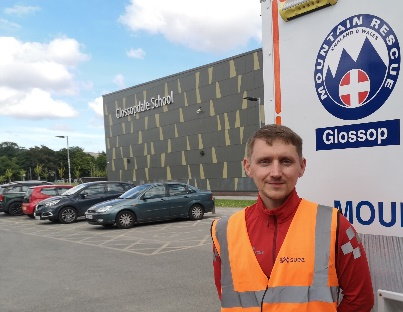 Glossopdale School
MOUNTAIN RESCUE
ENGLAND & WALES
Glossop
MOU